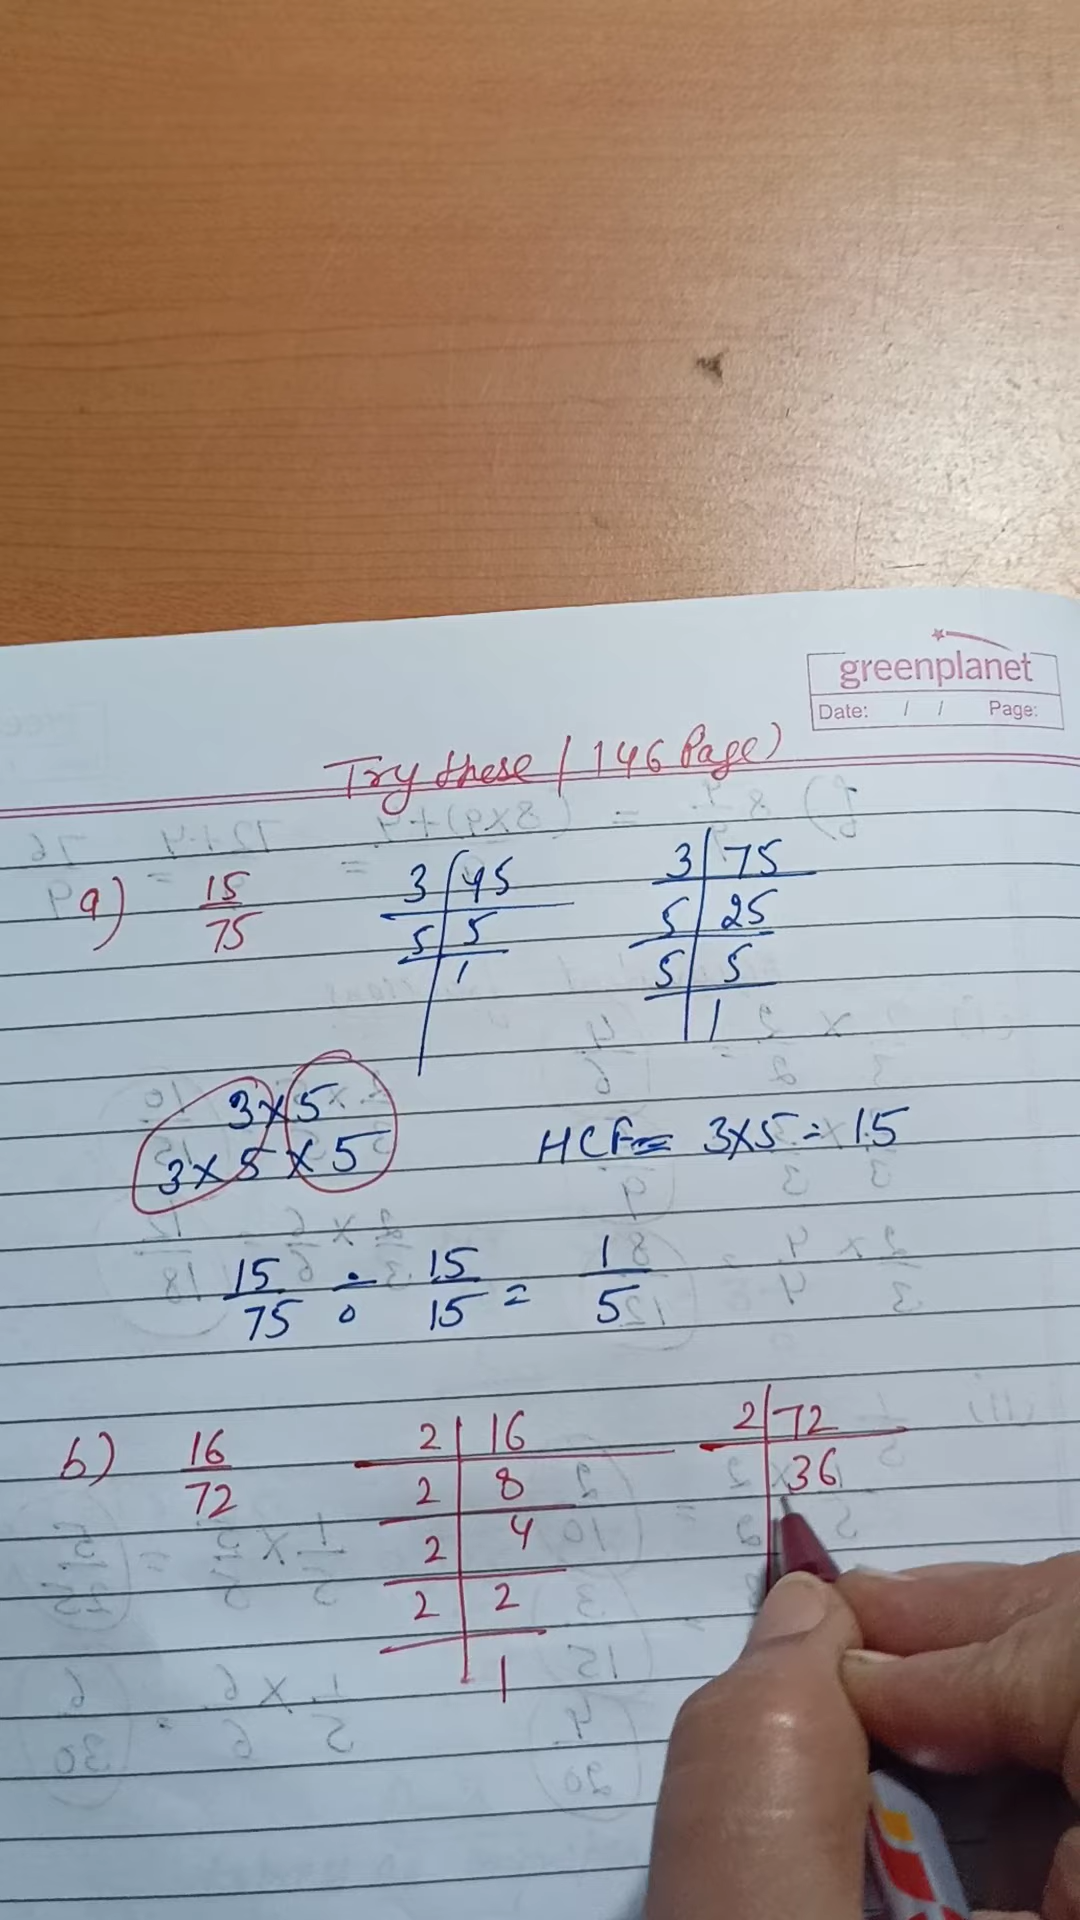 greenplanet
Date: / / Page:
Try these (146 Page)
a) 15/75
3 | 45
5 | 5
1
3 | 75
5 | 25
5 | 5
1
3 × 5
3 × 5 × 5
HCF = 3 × 5 = 15
15/75 ÷ 15/15 = 1/5
b) 16/72
2 | 16
2 | 8
2 | 4
2 | 2
1
2 | 72
36